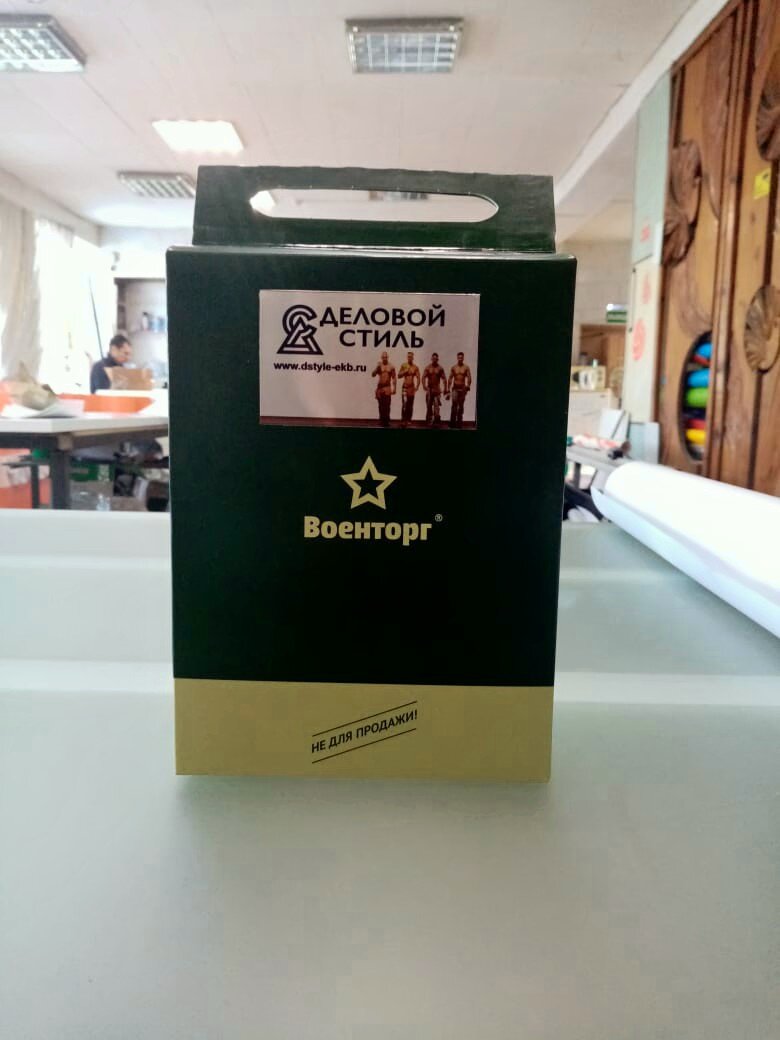 ДЕЛОВОЙ
СТИЛЬ
www.dstyle-ekb.ru
Военторг®
НЕ ДЛЯ ПРОДАЖИ!